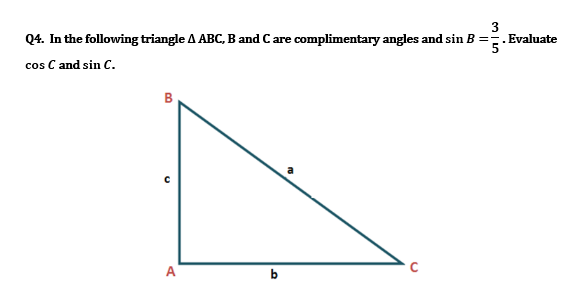 Q4. In the following triangle Δ ABC, B and C are complimentary angles and sin B = 3/5. Evaluate
cos C and sin C.
B
a
c
A
b
C